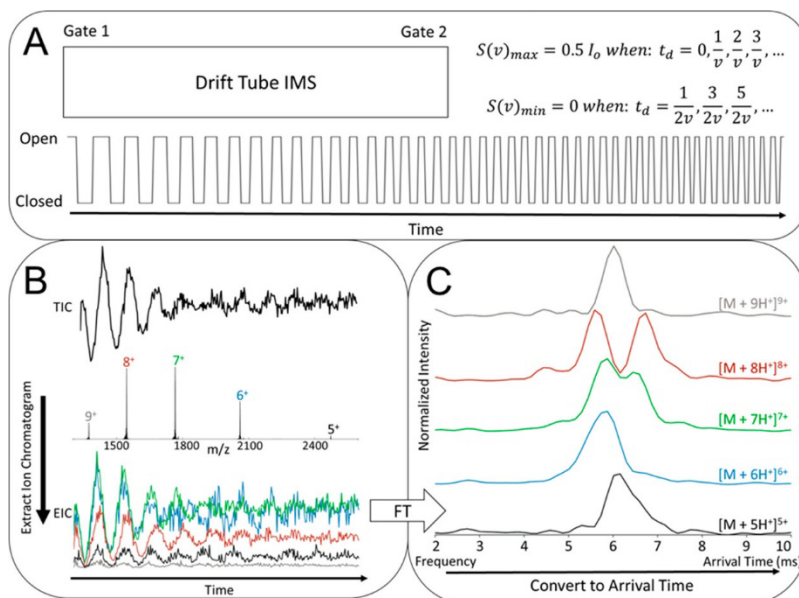 A
Gate 1
Gate 2
Drift Tube IMS
S(v)max = 0.5 Io when: td = 0, 1/v, 2/v, 3/v, …
S(v)min = 0 when: td = 1/2v, 3/2v, 5/2v, …
Open
Closed
Time
B
TIC
9+
8+
7+
6+
5+
1500 1800 2100 2400
m/z
Extract Ion Chromatogram
EIC
Time
FT
C
Normalized Intensity
[M + 9H+]9+
[M + 8H+]8+
[M + 7H+]7+
[M + 6H+]6+
[M + 5H+]5+
2 3 4 5 6 7 8 9 10
Frequency
Arrival Time (ms)
Convert to Arrival Time